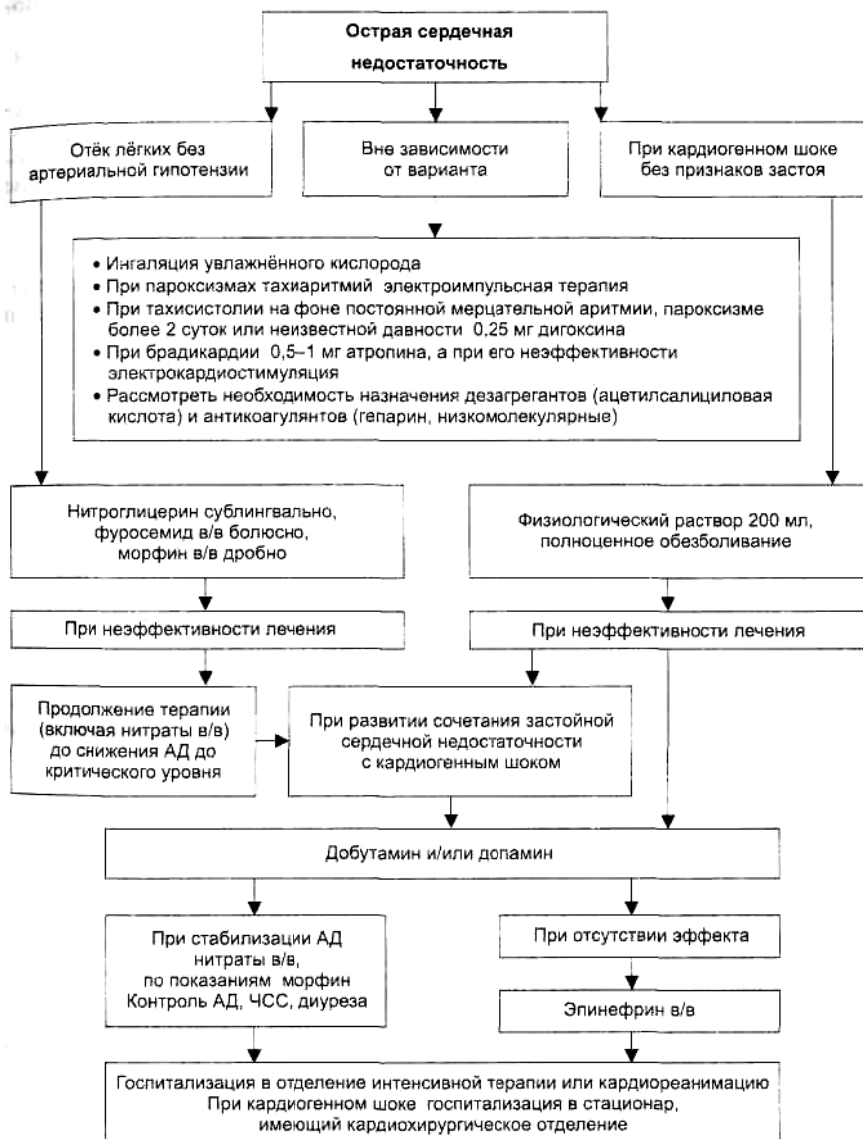 Острая сердечная
недостаточность
Отёк лёгких без
артериальной гипотензии
Вне зависимости
от варианта
При кардиогенном шоке
без признаков застоя
• Ингаляция увлажнённого кислорода
• При пароксизмах тахиаритмий электроимпульсная терапия
• При тахисистолии на фоне постоянной мерцательной аритмии, пароксизме
более 2 суток или неизвестной давности 0,25 мг дигоксина
• При брадикардии 0,5–1 мг атропина, а при его неэффективности
электрокардиостимуляция
• Рассмотреть необходимость назначения дезагрегантов (ацетилсалициловая
кислота) и антикоагулянтов (гепарин, низкомолекулярные)
Нитроглицерин сублингвально,
фуросемид в/в болюсно,
морфин в/в дробно
Физиологический раствор 200 мл,
полноценное обезболивание
При неэффективности лечения
При неэффективности лечения
Продолжение терапии
(включая нитраты в/в)
до снижения АД до
критического уровня
При развитии сочетания застойной
сердечной недостаточности
с кардиогенным шоком
Добутамин и/или допамин
При стабилизации АД
нитраты в/в,
по показаниям морфин
Контроль АД, ЧСС, диуреза
При отсутствии эффекта
Эпинефрин в/в
Госпитализация в отделение интенсивной терапии или кардиореанимацию
При кардиогенном шоке госпитализация в стационар,
имеющий кардиохирургическое отделение